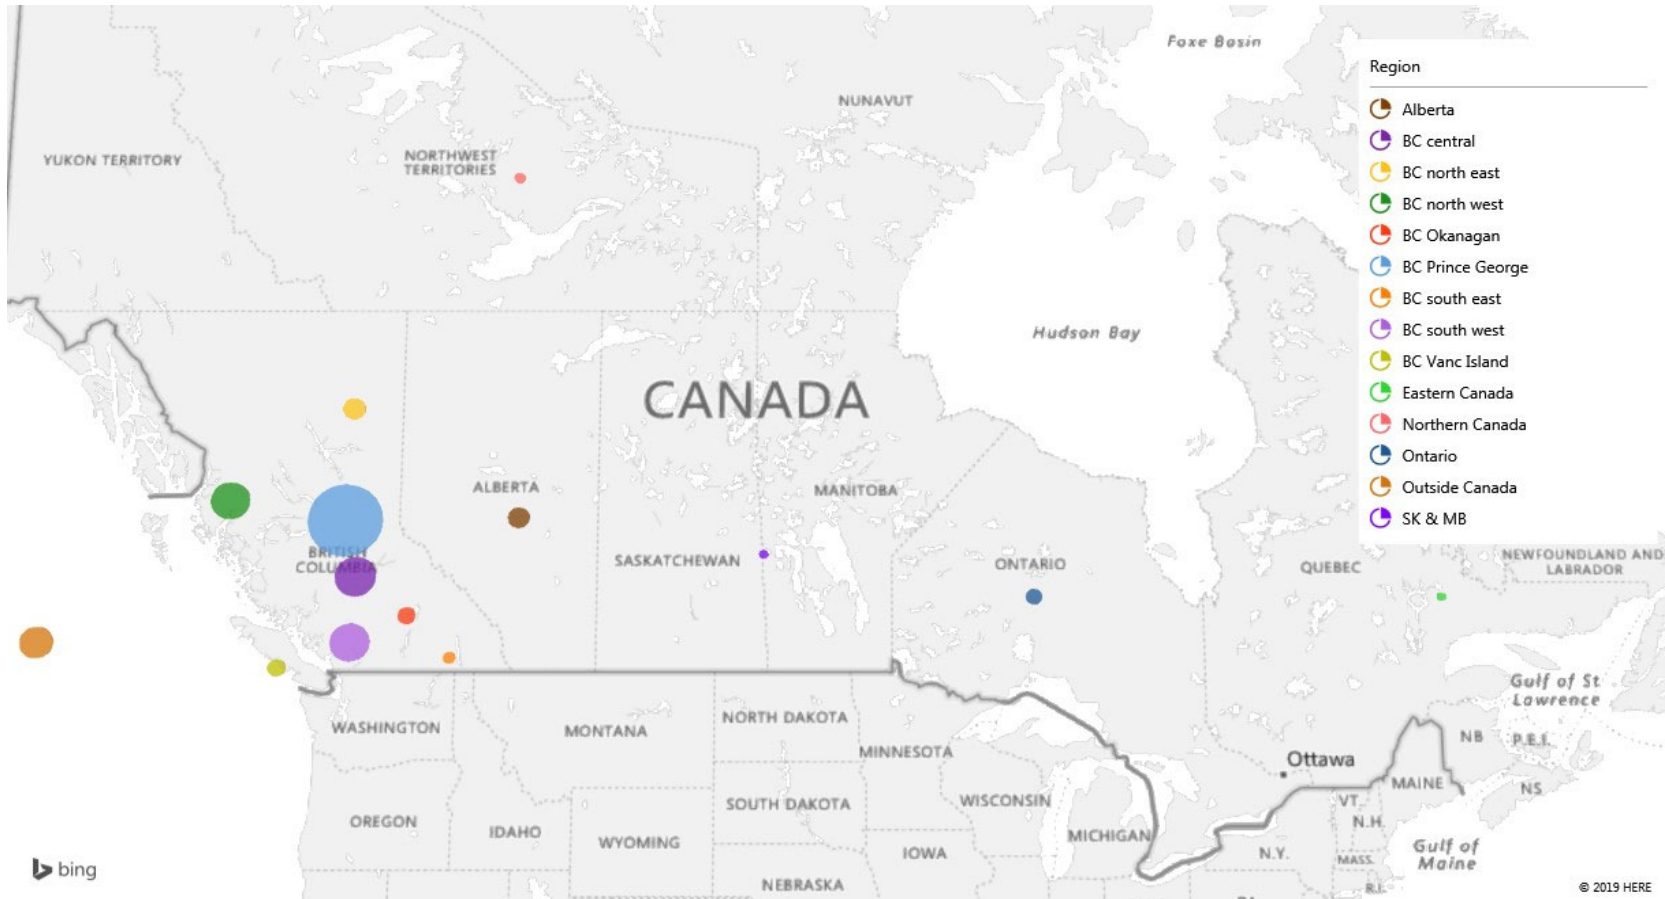 Foxe Basin
Region
NUNAVUT
Alberta
BC central
YUKON TERRITORY
NORTHWEST
TERRITORIES
BC north east
BC north west
BC Okanagan
BC Prince George
BC south east
BC south west
Hudson Bay
BC Vanc Island
Eastern Canada
CANADA
Northern Canada
Ontario
ALBERTA
MANITOBA
Outside Canada
SK & MB
BRITISH
COLUMBIA
SASKATCHEWAN
ONTARIO
QUEBEC
NEWFOUNDLAND AND
LABRADOR
Gulf of St
Lawrence
WASHINGTON
MONTANA
NORTH DAKOTA
MINNESOTA
NB
P.E.I.
Ottawa
MAINE
NS
OREGON
IDAHO
SOUTH DAKOTA
WISCONSIN
VT.
N.H.
WYOMING
MICHIGAN
IOWA
N.Y.
MASS.
Gulf of
Maine
bing
NEBRASKA
R.I.
© 2019 HERE